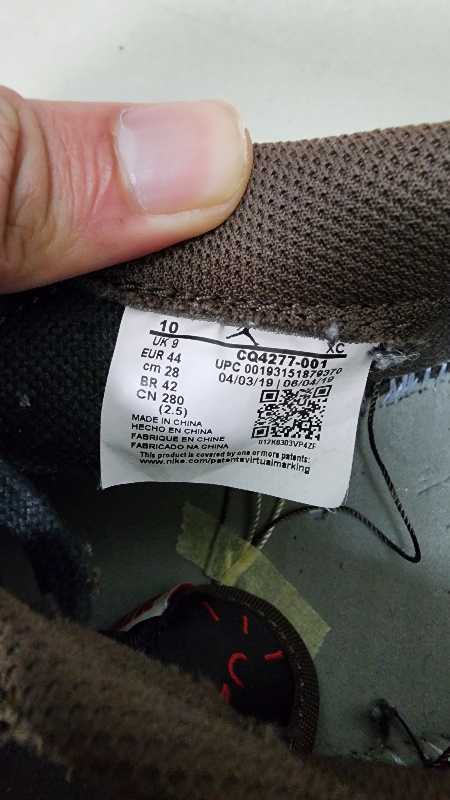 10 XC
UK 9 CQ4277-001
EUR 44 UPC 00193151879370
cm 28 04/03/19 | 06/04/19
BR 42
CN 280
(2.5)
MADE IN CHINA
HECHO EN CHINA
FABRIQUE EN CHINE
FABRICADO NA CHINA
012K0303VP4ZF
This product is covered by one or more patents:
www.nike.com/patentsvirtualmarking